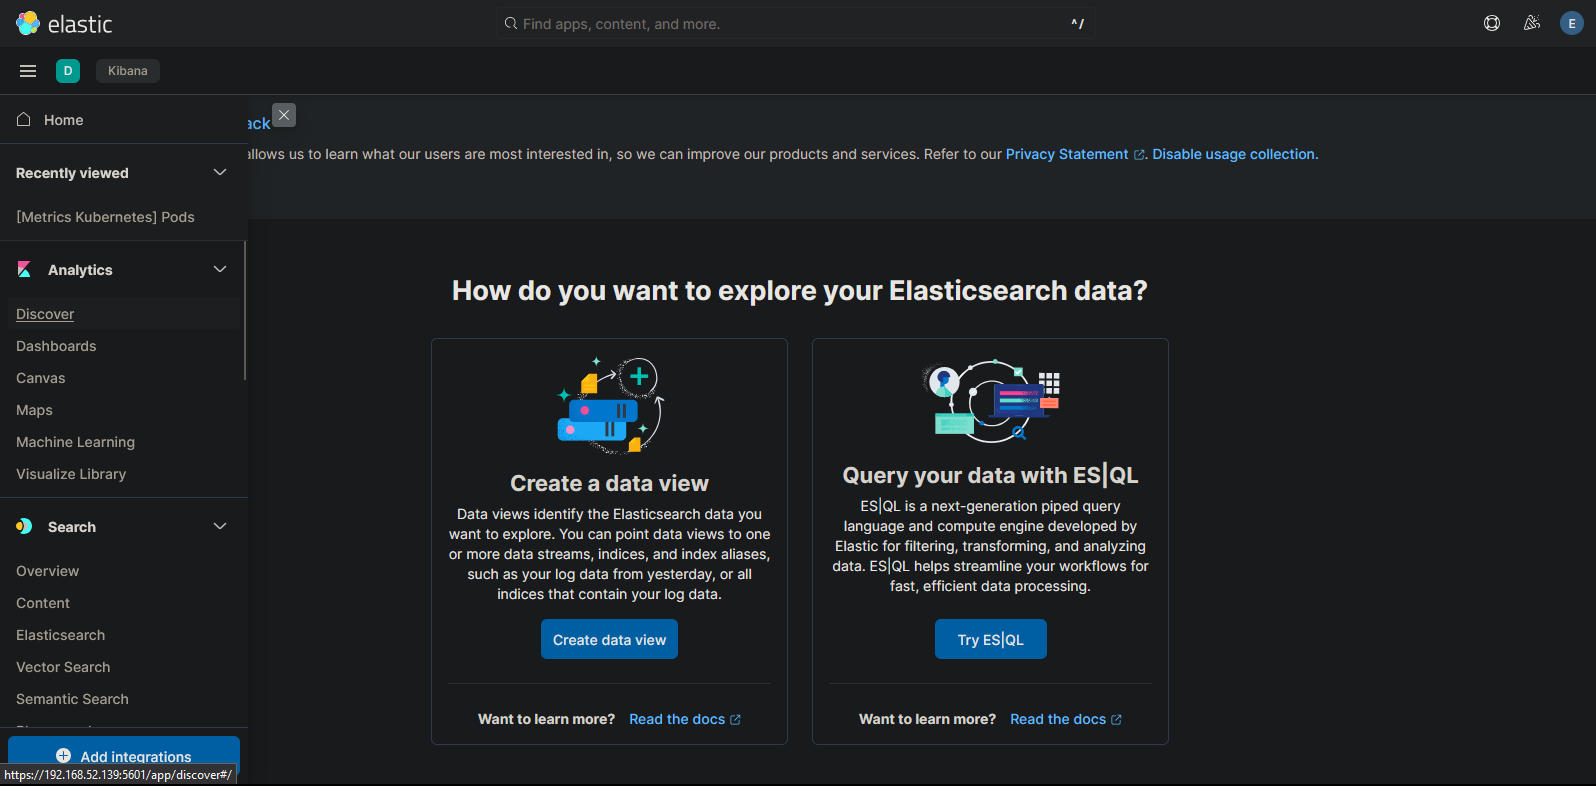 elastic
Find apps, content, and more.
^/
E
D
Kibana
Home
ack
allows us to learn what our users are most interested in, so we can improve our products and services. Refer to our Privacy Statement. Disable usage collection.
Recently viewed
[Metrics Kubernetes] Pods
Analytics
Discover
Dashboards
Canvas
Maps
Machine Learning
Visualize Library
Search
Overview
Content
Elasticsearch
Vector Search
Semantic Search
Add integrations
https://192.168.52.139:5601/app/discover#/
How do you want to explore your Elasticsearch data?
Create a data view
Data views identify the Elasticsearch data you
want to explore. You can point data views to one
or more data streams, indices, and index aliases,
such as your log data from yesterday, or all
indices that contain your log data.
Create data view
Want to learn more? Read the docs
Query your data with ES|QL
ES|QL is a next-generation piped query
language and compute engine developed by
Elastic for filtering, transforming, and analyzing
data. ES|QL helps streamline your workflows for
fast, efficient data processing.
Try ES|QL
Want to learn more? Read the docs